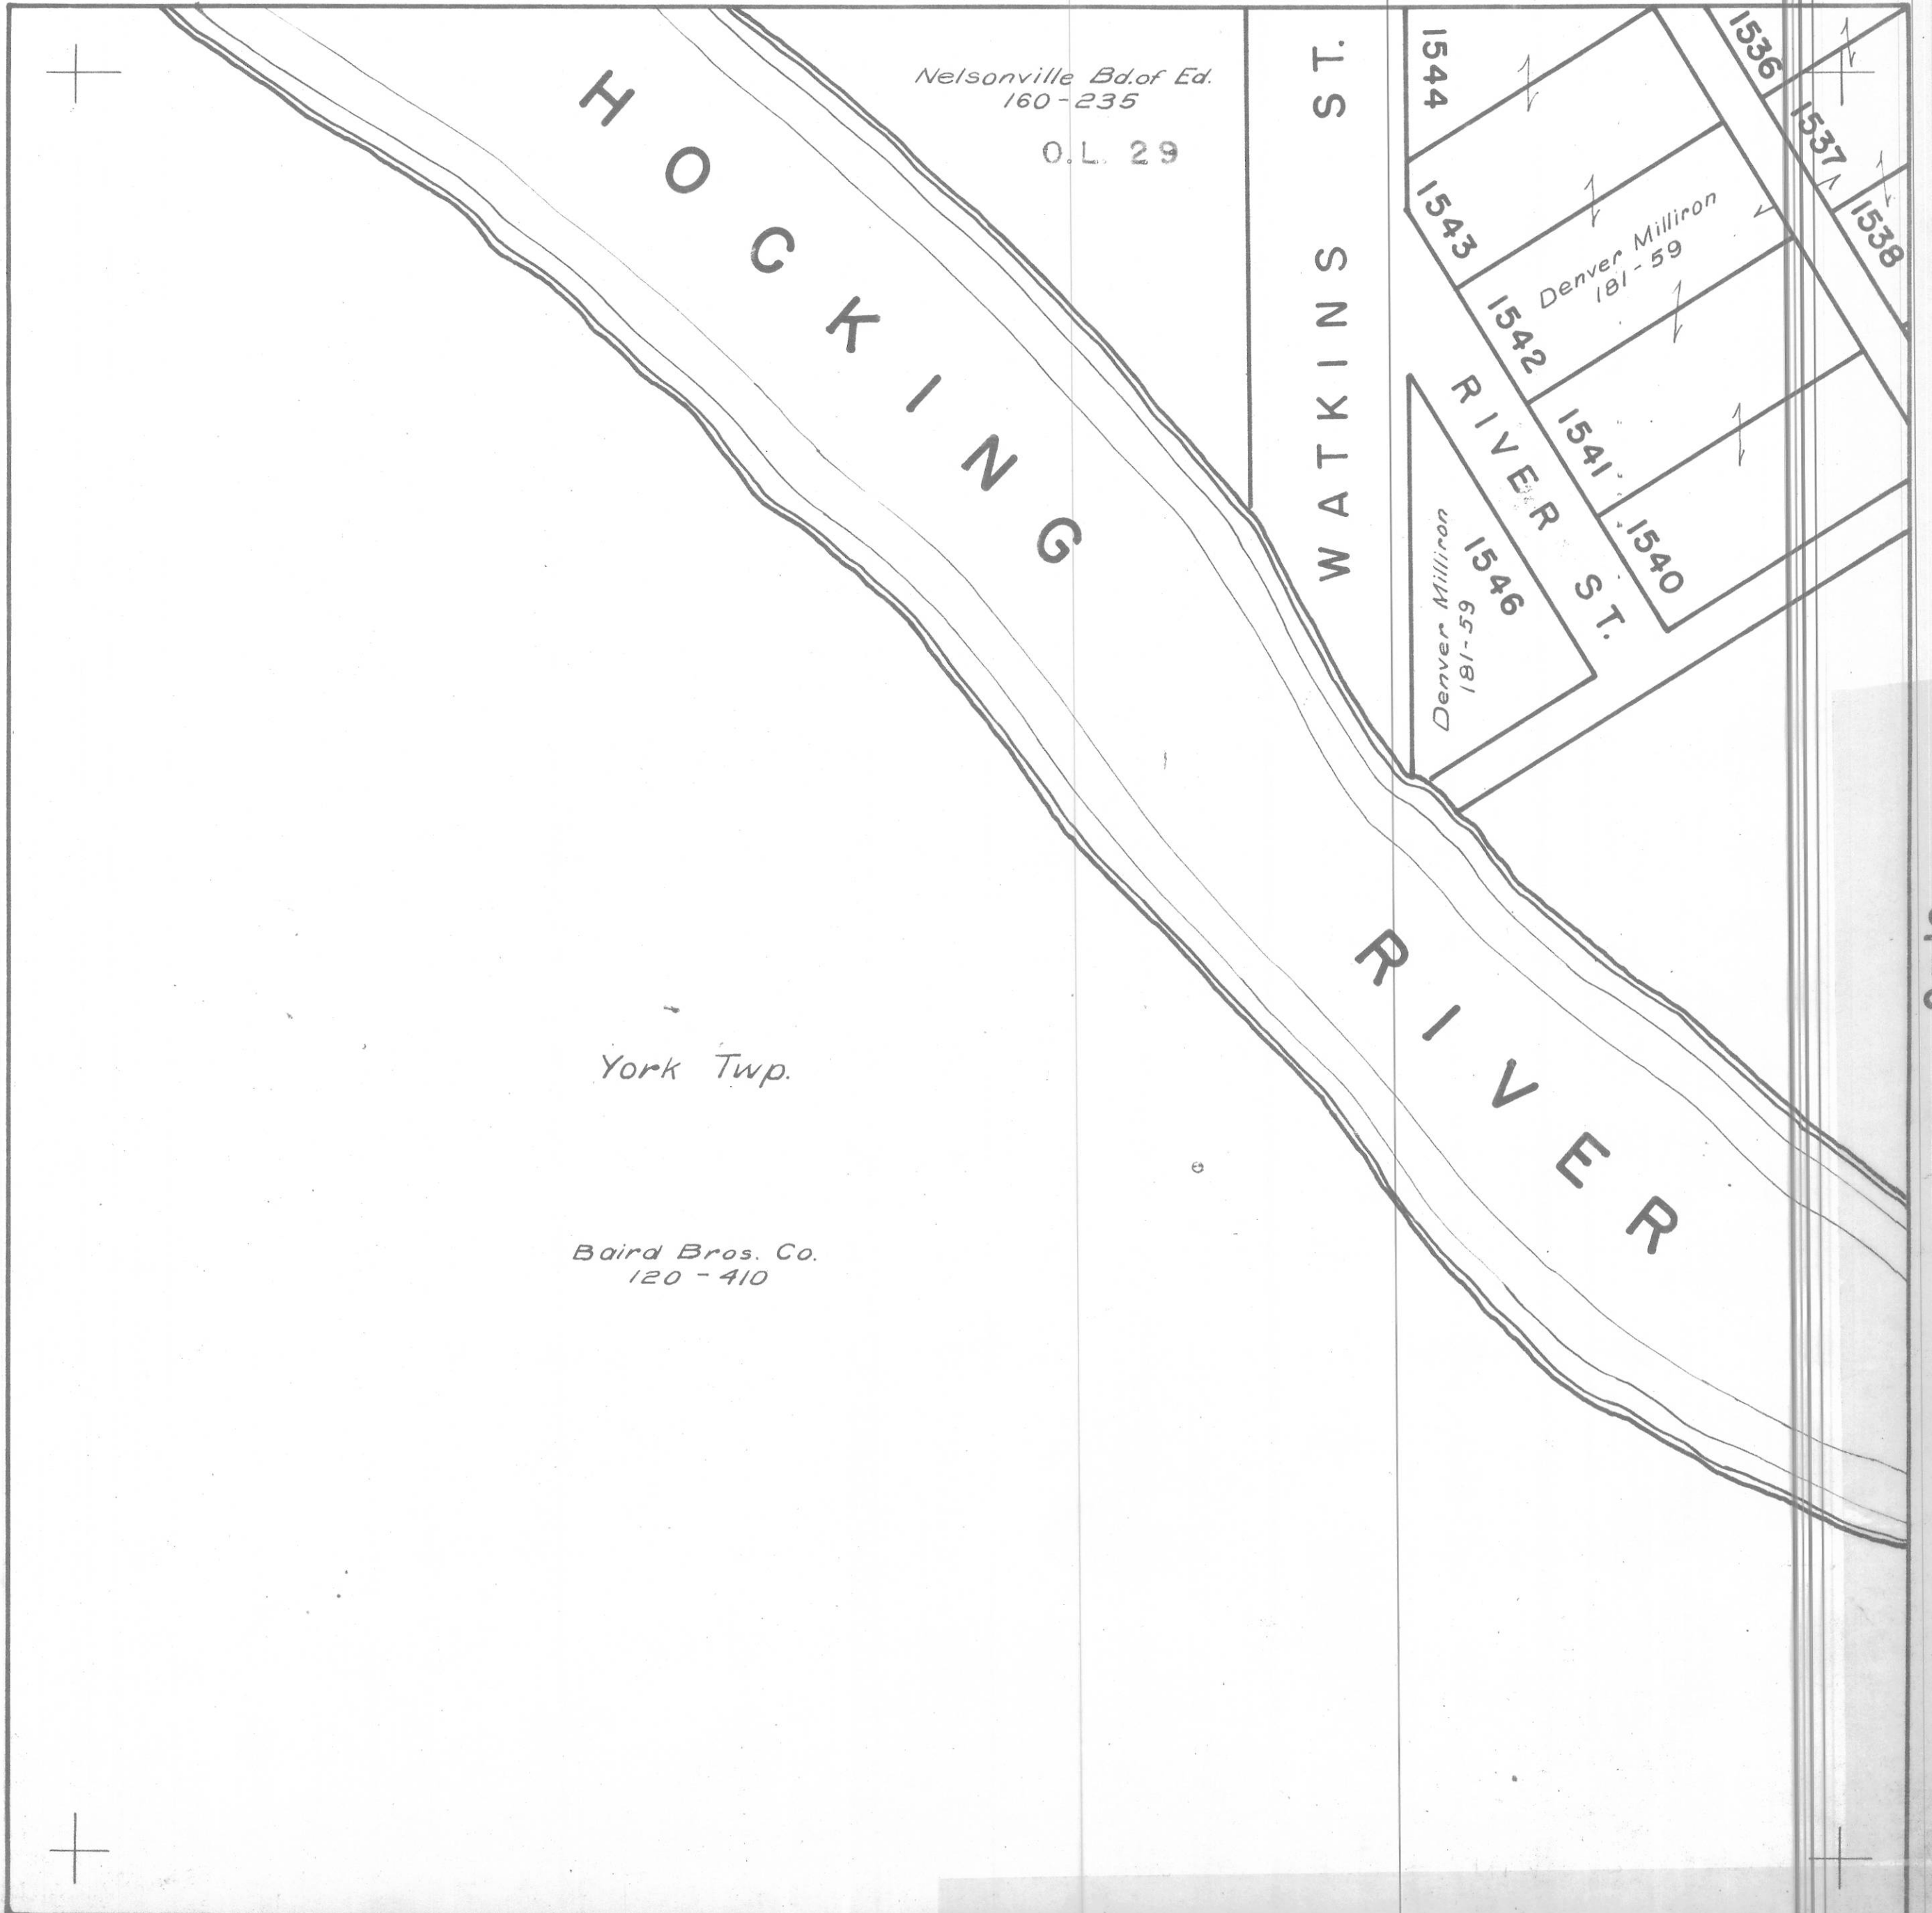 Nelsonville Bd. of Ed.
160-235
O.L. 29
HOCKING
RIVER
WATKINS ST.
1544
1543
1542
1541
1540
1536
1537
1538
Denver Milliron
181-59
RIVER ST.
1546
Denver Milliron
181-59
York Twp.
Baird Bros. Co.
120-410